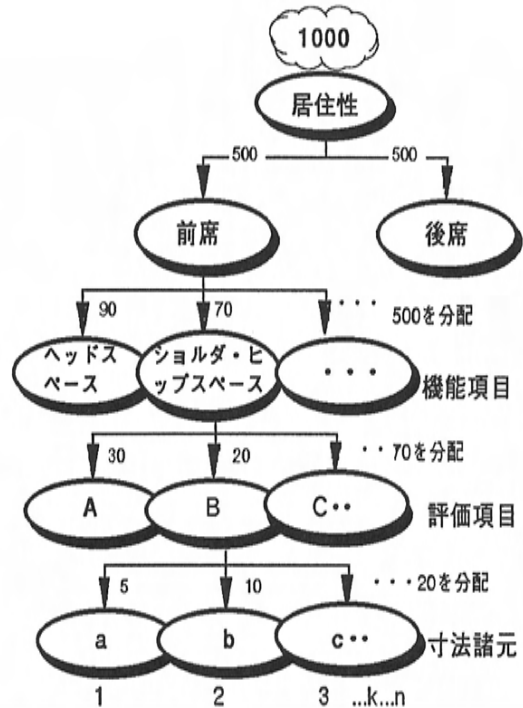 1000
居住性
500
500
前席
後席
90
70
・・・・
500を分配
ヘッドス
ペース
ショルダ・ヒ
ップスペース
・・・
機能項目
30
20
・・70を分配
A
B
C・・
評価項目
5
10
・・・20を分配
a
b
c・・
寸法諸元
1
2
3 ...k...n